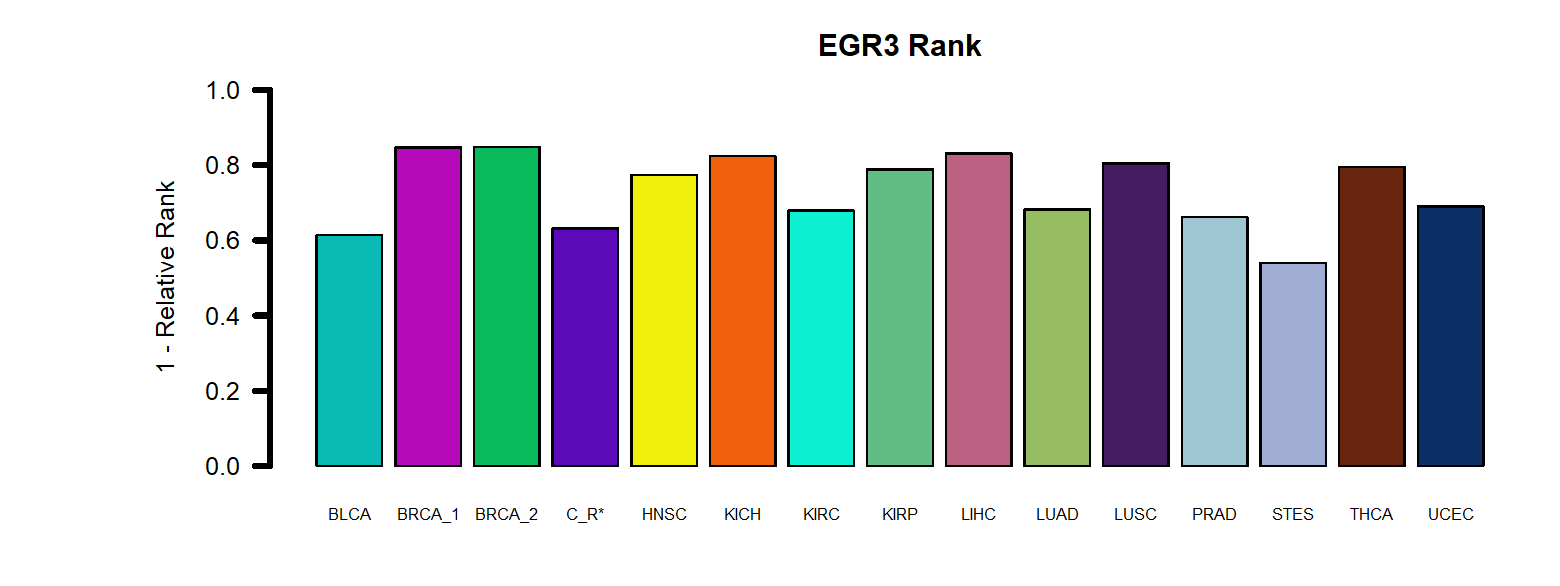 EGR3 Rank
1 - Relative Rank
1.0
0.8
0.6
0.4
0.2
0.0
BLCA BRCA_1 BRCA_2 C_R* HNSC KICH KIRC KIRP LIHC LUAD LUSC PRAD STES THCA UCEC